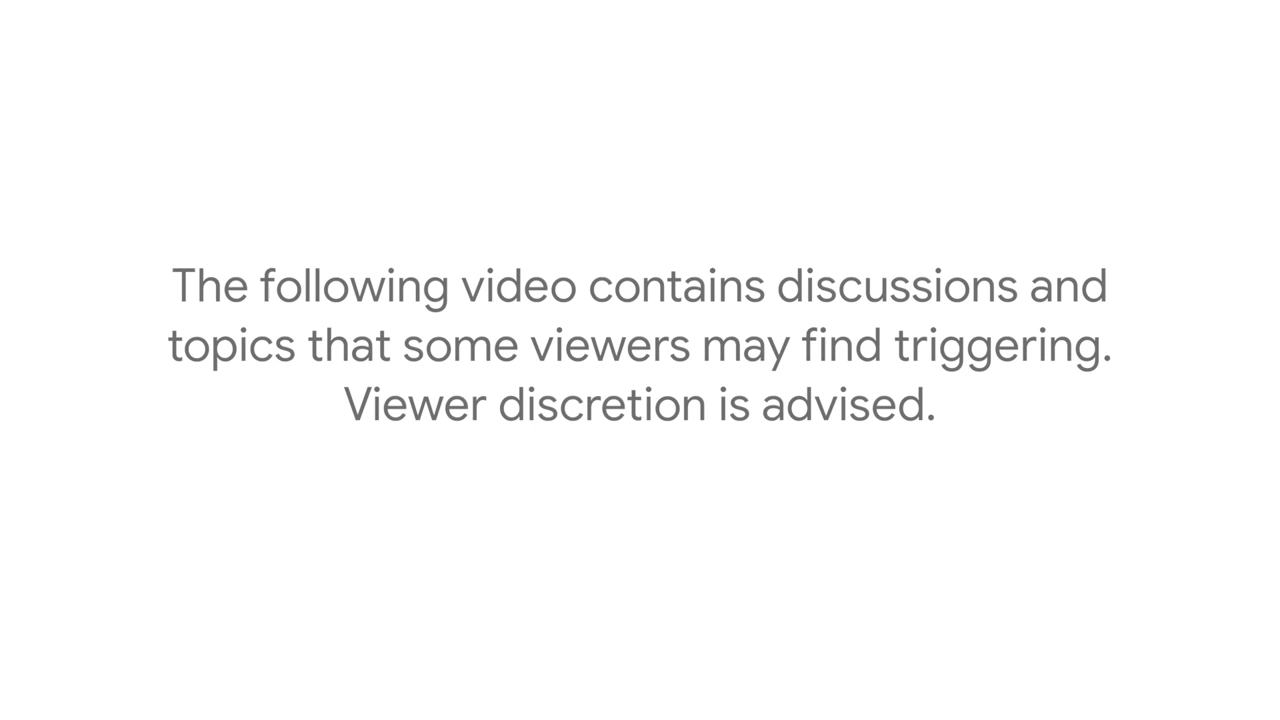 The following video contains discussions and
topics that some viewers may find triggering.
Viewer discretion is advised.